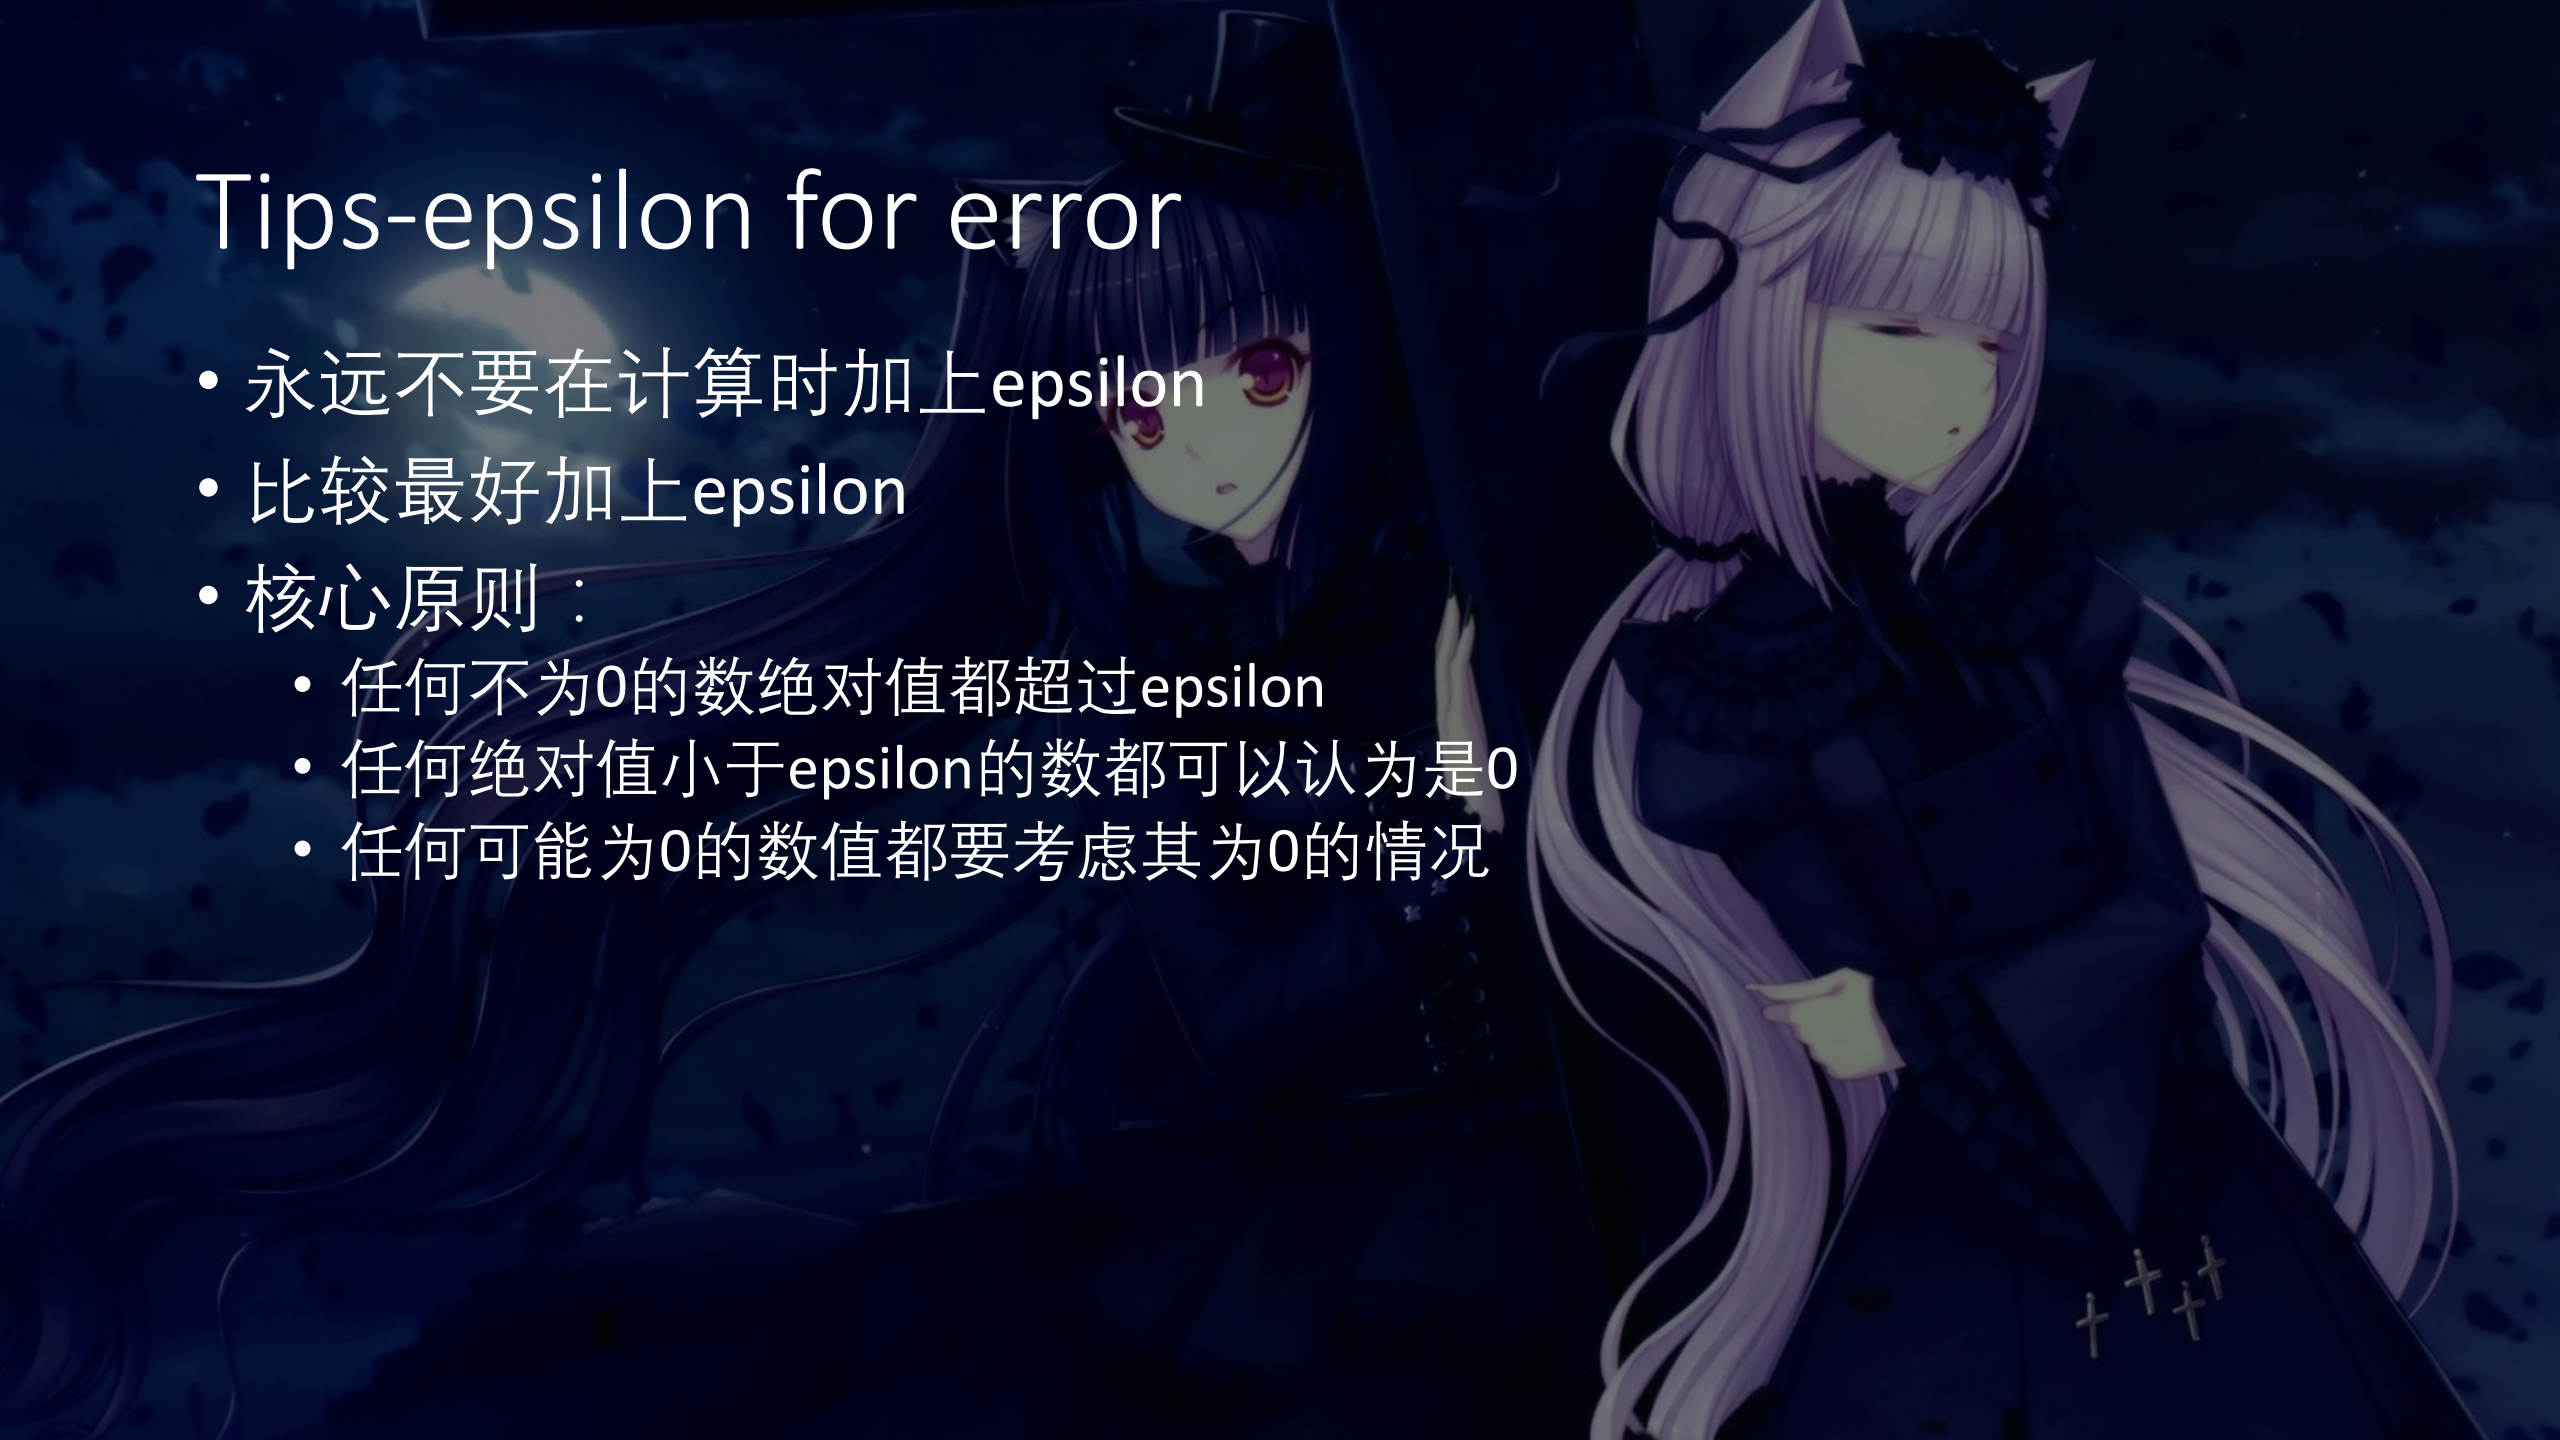 Tips-epsilon for error
• 永远不要在计算时加上epsilon
• 比较最好加上epsilon
• 核心原则：
• 任何不为0的数绝对值都超过epsilon
• 任何绝对值小于epsilon的数都可以认为是0
• 任何可能为0的数值都要考虑其为0的情况